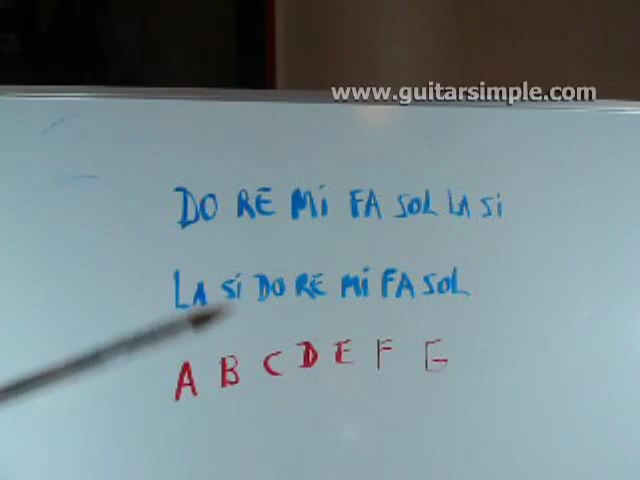 www.guitarsimple.com
DO RE Mi FA SOL LA Si
LA Si DO RE Mi FA SOL
A B C D E F G